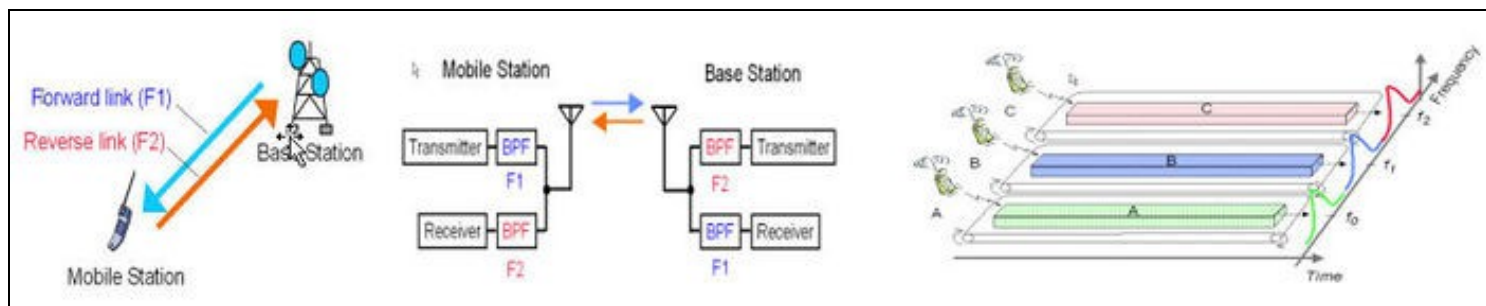 Forward link (F1)
Reverse link (F2)
Base Station
Mobile Station
Mobile Station
Base Station
Transmitter
BPF
F1
BPF
Transmitter
F2
Receiver
BPF
F2
BPF
Receiver
F1
C
C
B
B
A
A
f2
f1
f0
Frequency
Time